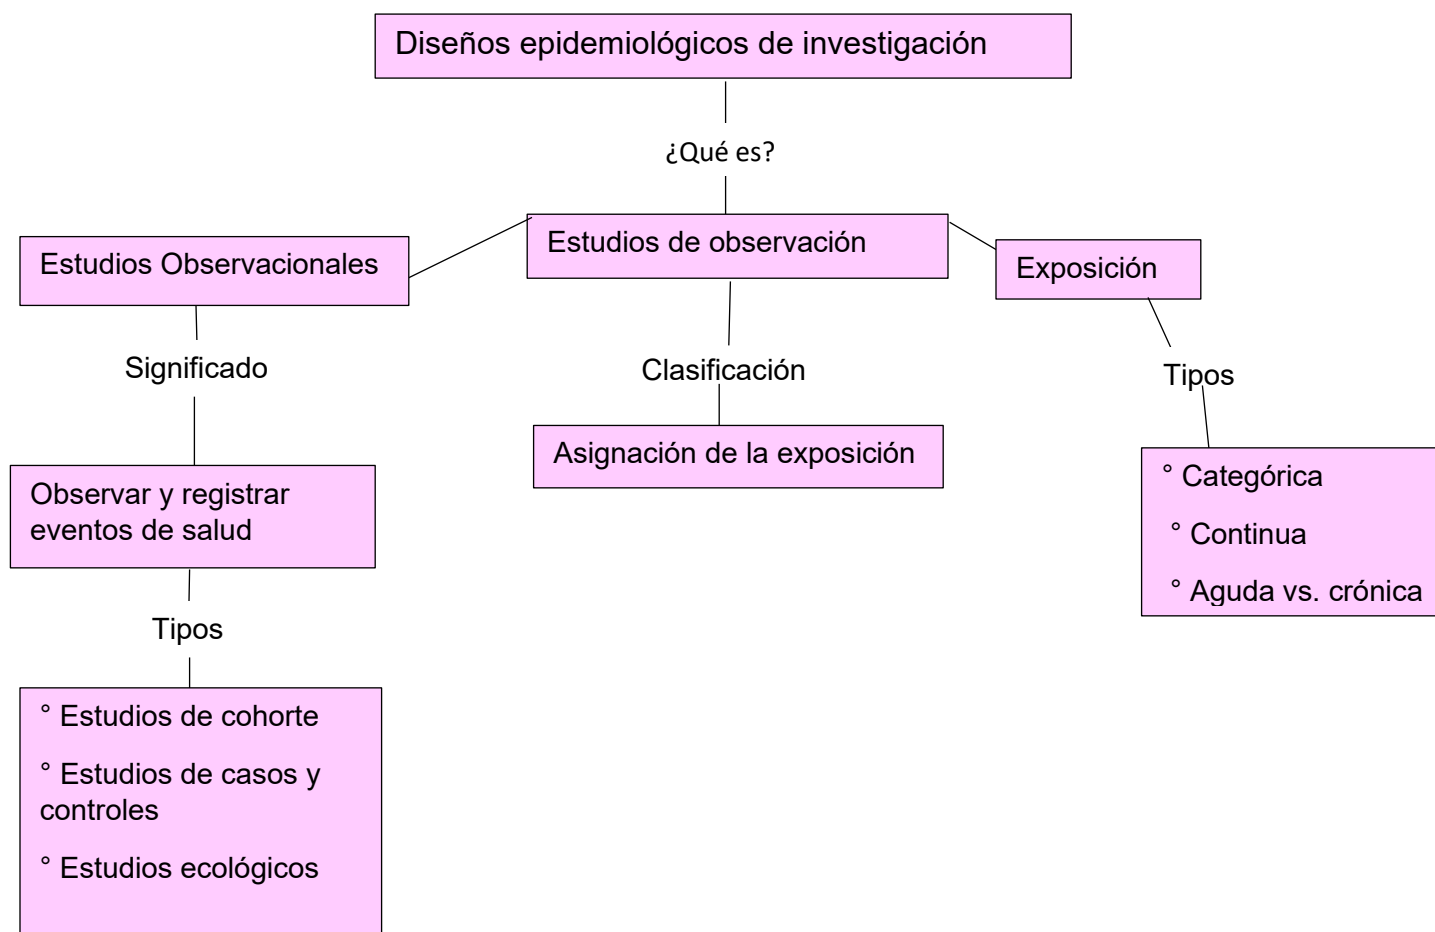 Diseños epidemiológicos de investigación
¿Qué es?
Estudios Observacionales
Estudios de observación
Exposición
Significado
Clasificación
Tipos
Observar y registrar
eventos de salud
Asignación de la exposición
° Categórica
° Continua
° Aguda vs. crónica
Tipos
° Estudios de cohorte
° Estudios de casos y
controles
° Estudios ecológicos